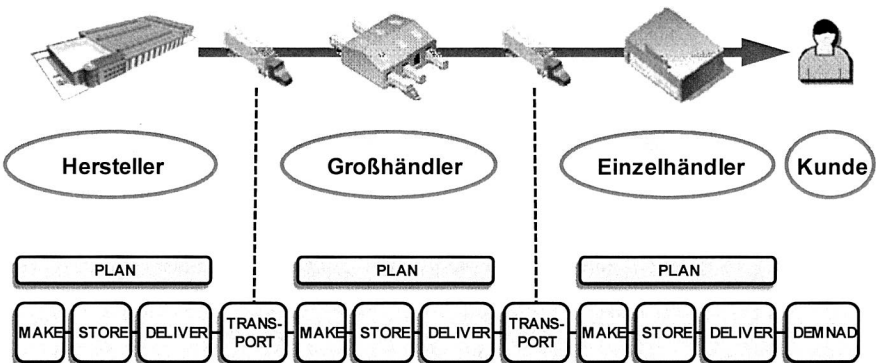 Hersteller Großhändler Einzelhändler Kunde
PLAN PLAN PLAN
MAKE STORE DELIVER TRANS-
PORT MAKE STORE DELIVER TRANS-
PORT MAKE STORE DELIVER DEMNAD